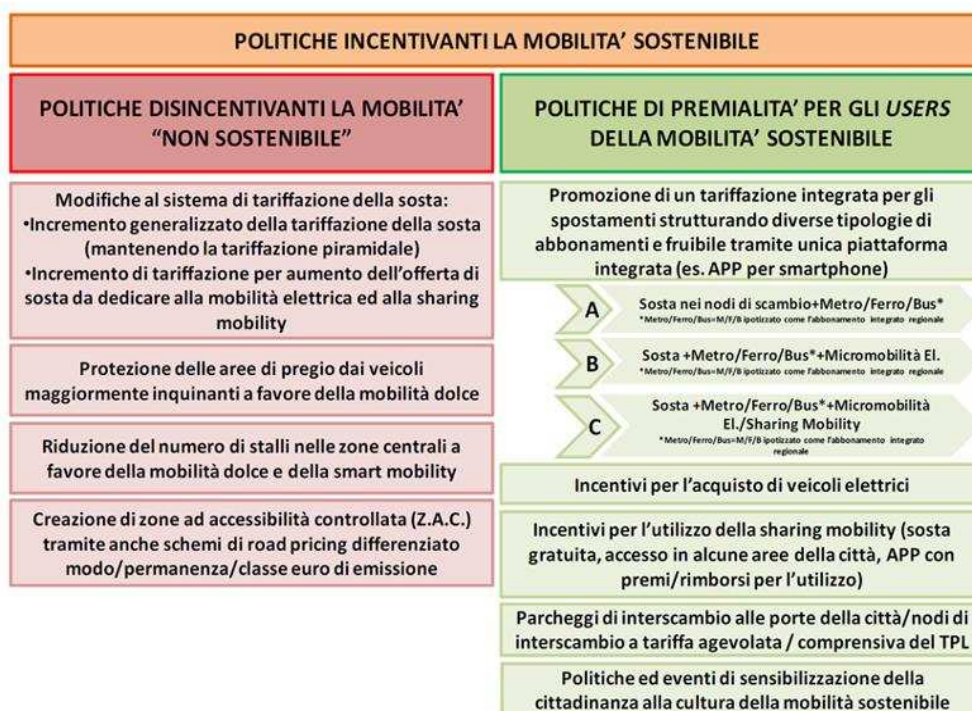 POLITICHE INCENTIVANTI LA MOBILITA’ SOSTENIBILE
POLITICHE DISINCENTIVANTI LA MOBILITA’
“NON SOSTENIBILE”
Modifiche al sistema di tariffazione della sosta:
•Incremento generalizzato della tariffazione della sosta
(mantenendo la tariffazione piramidale)
•Incremento di tariffazione per aumento dell’offerta di
sosta da dedicare alla mobilità elettrica ed alla sharing
mobility
Protezione delle aree di pregio dai veicoli
maggiormente inquinanti a favore della mobilità dolce
Riduzione del numero di stalli nelle zone centrali a
favore della mobilità dolce e della smart mobility
Creazione di zone ad accessibilità controllata (Z.A.C.)
tramite anche schemi di road pricing differenziato
modo/permanenza/classe euro di emissione
POLITICHE DI PREMIALITA’ PER GLI USERS
DELLA MOBILITA’ SOSTENIBILE
Promozione di un tariffazione integrata per gli
spostamenti strutturando diverse tipologie di
abbonamenti e fruibile tramite unica piattaforma
integrata (es. APP per smartphone)
A
Sosta nei nodi di scambio+Metro/Ferro/Bus*
*Metro/Ferro/Bus=M/F/B ipotizzato come l’abbonamento integrato regionale
B
Sosta +Metro/Ferro/Bus*+Micromobilità El.
*Metro/Ferro/Bus=M/F/B ipotizzato come l’abbonamento integrato regionale
C
Sosta +Metro/Ferro/Bus*+Micromobilità
El./Sharing Mobility
*Metro/Ferro/Bus=M/F/B ipotizzato come l’abbonamento integrato
regionale
Incentivi per l’acquisto di veicoli elettrici
Incentivi per l’utilizzo della sharing mobility (sosta
gratuita, accesso in alcune aree della città, APP con
premi/rimborsi per l’utilizzo)
Parcheggi di interscambio alle porte della città/nodi di
interscambio a tariffa agevolata / comprensiva del TPL
Politiche ed eventi di sensibilizzazione della
cittadinanza alla cultura della mobilità sostenibile